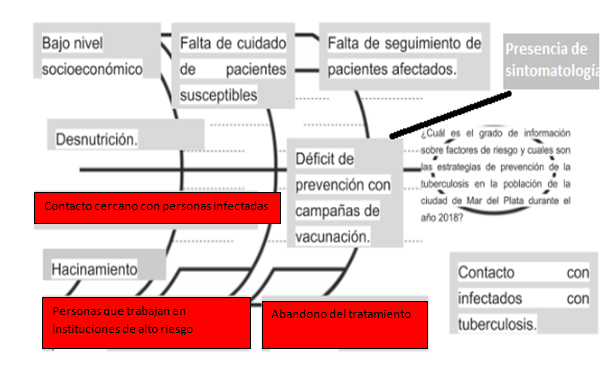 Bajo nivel
socioeconómico
Falta de cuidado
de pacientes
susceptibles
Falta de seguimiento de
pacientes afectados.
Presencia de
sintomatología
Desnutrición.
¿Cuál es el grado de información
sobre factores de riesgo y cuales son
las estrategias de prevención de la
tuberculosis en la población de la
ciudad de Mar del Plata durante el
año 2018?
Déficit de
prevención con
campañas de
vacunación.
Contacto cercano con personas infectadas
Hacinamiento
Contacto con
infectados con
tuberculosis.
Personas que trabajan en
instituciones de alto riesgo
Abandono del tratamiento